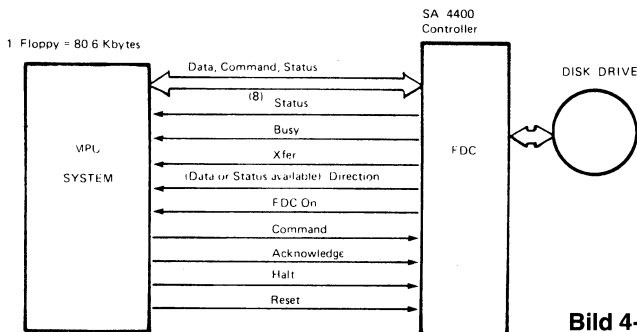 SA 4400
Controller
1 Floppy = 80.6 Kbytes
DISK DRIVE
Data, Command, Status
(8)
Status
Busy
MPU
SYSTEM
FDC
Xfer
(Data or Status available) Direction
FDC On
Command
Acknowledge
Halt
Reset
Bild 4-